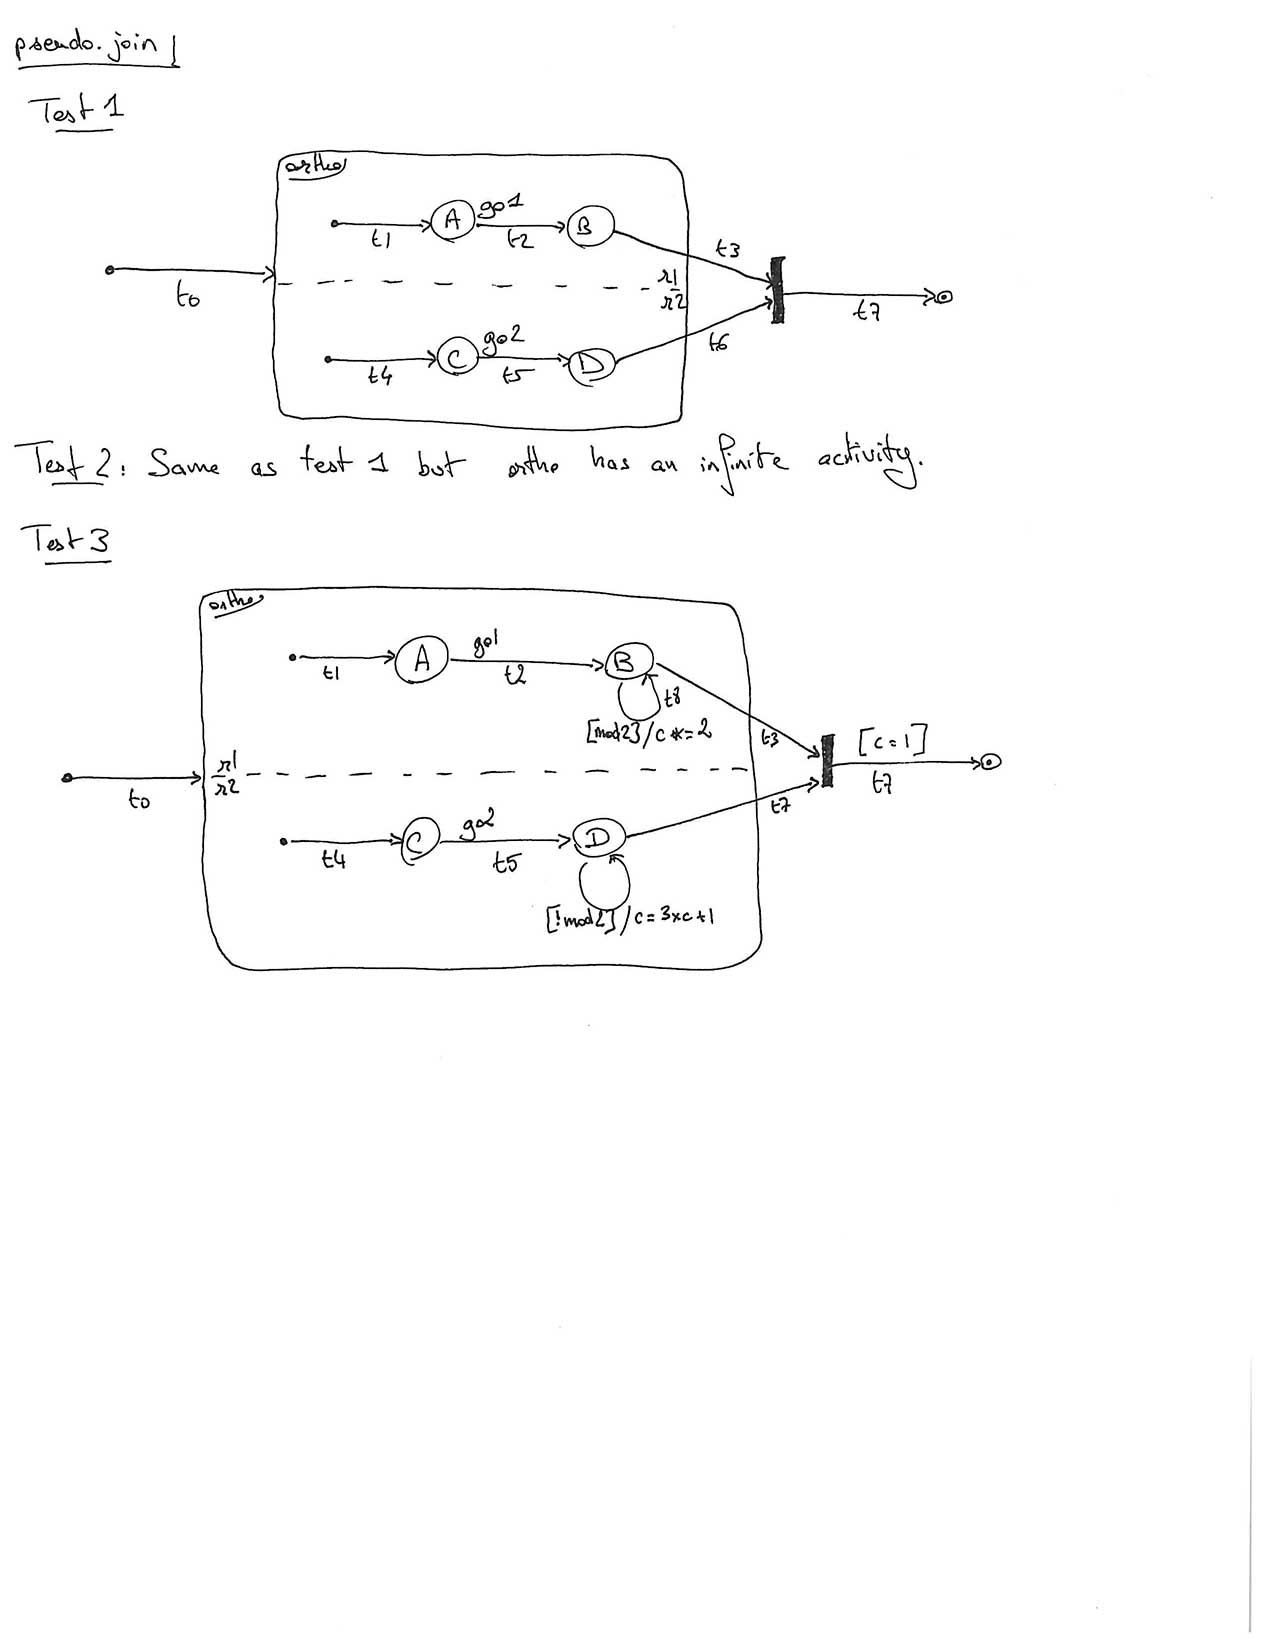 pseudo-join
Test 1
ortho
A
go1
B
t1
t2
t3
r1
r2
t0
t7
go2
t6
C
D
t4
t5
Test 2: Same as test 1 but ortho has an infinite activity.
Test 3
ortho
go1
A
B
t1
t2
t8
[mod2]/c *= 2
t3
[c=1]
r1
r2
t0
t7
t7
go2
C
D
t4
t5
[!mod2]/c=3xc+1